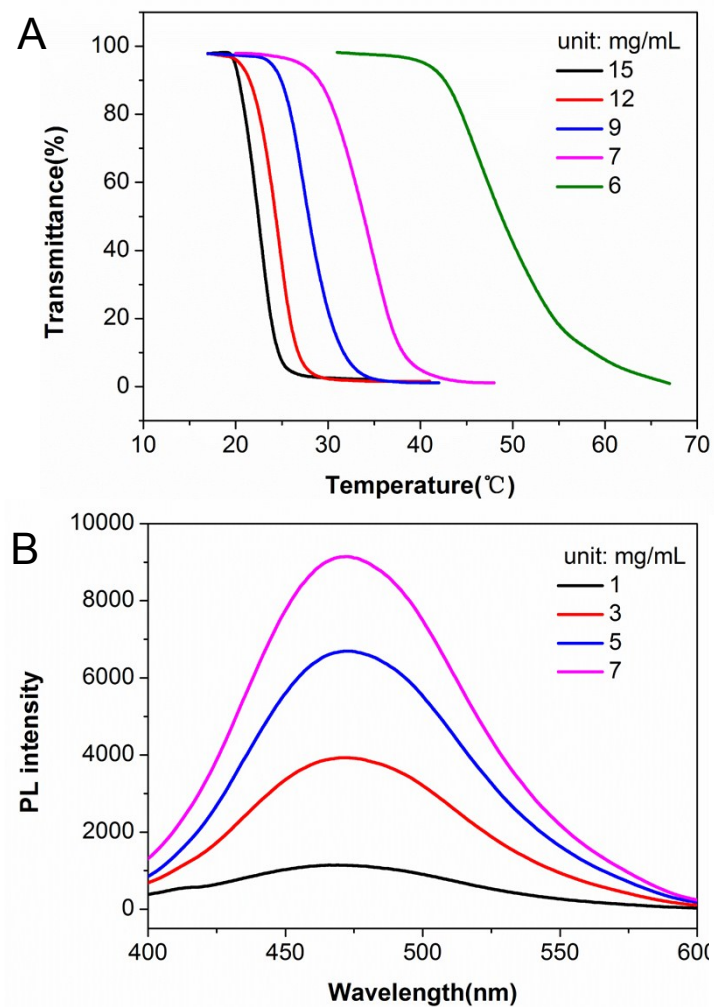 A
unit: mg/mL
15
12
9
7
6
Transmittance(%)
100
80
60
40
20
0
10 20 30 40 50 60 70
Temperature(℃)
B
unit: mg/mL
1
3
5
7
PL intensity
10000
8000
6000
4000
2000
0
400 450 500 550 600
Wavelength(nm)